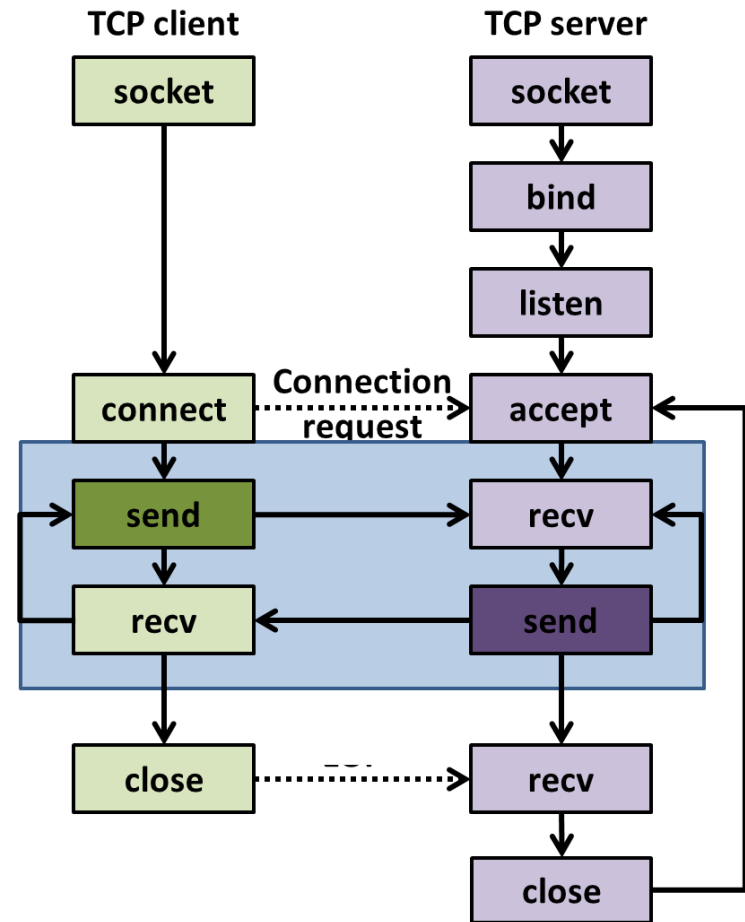 TCP client
TCP server
socket
socket
bind
listen
Connection
request
connect
accept
send
recv
recv
send
close
recv
close